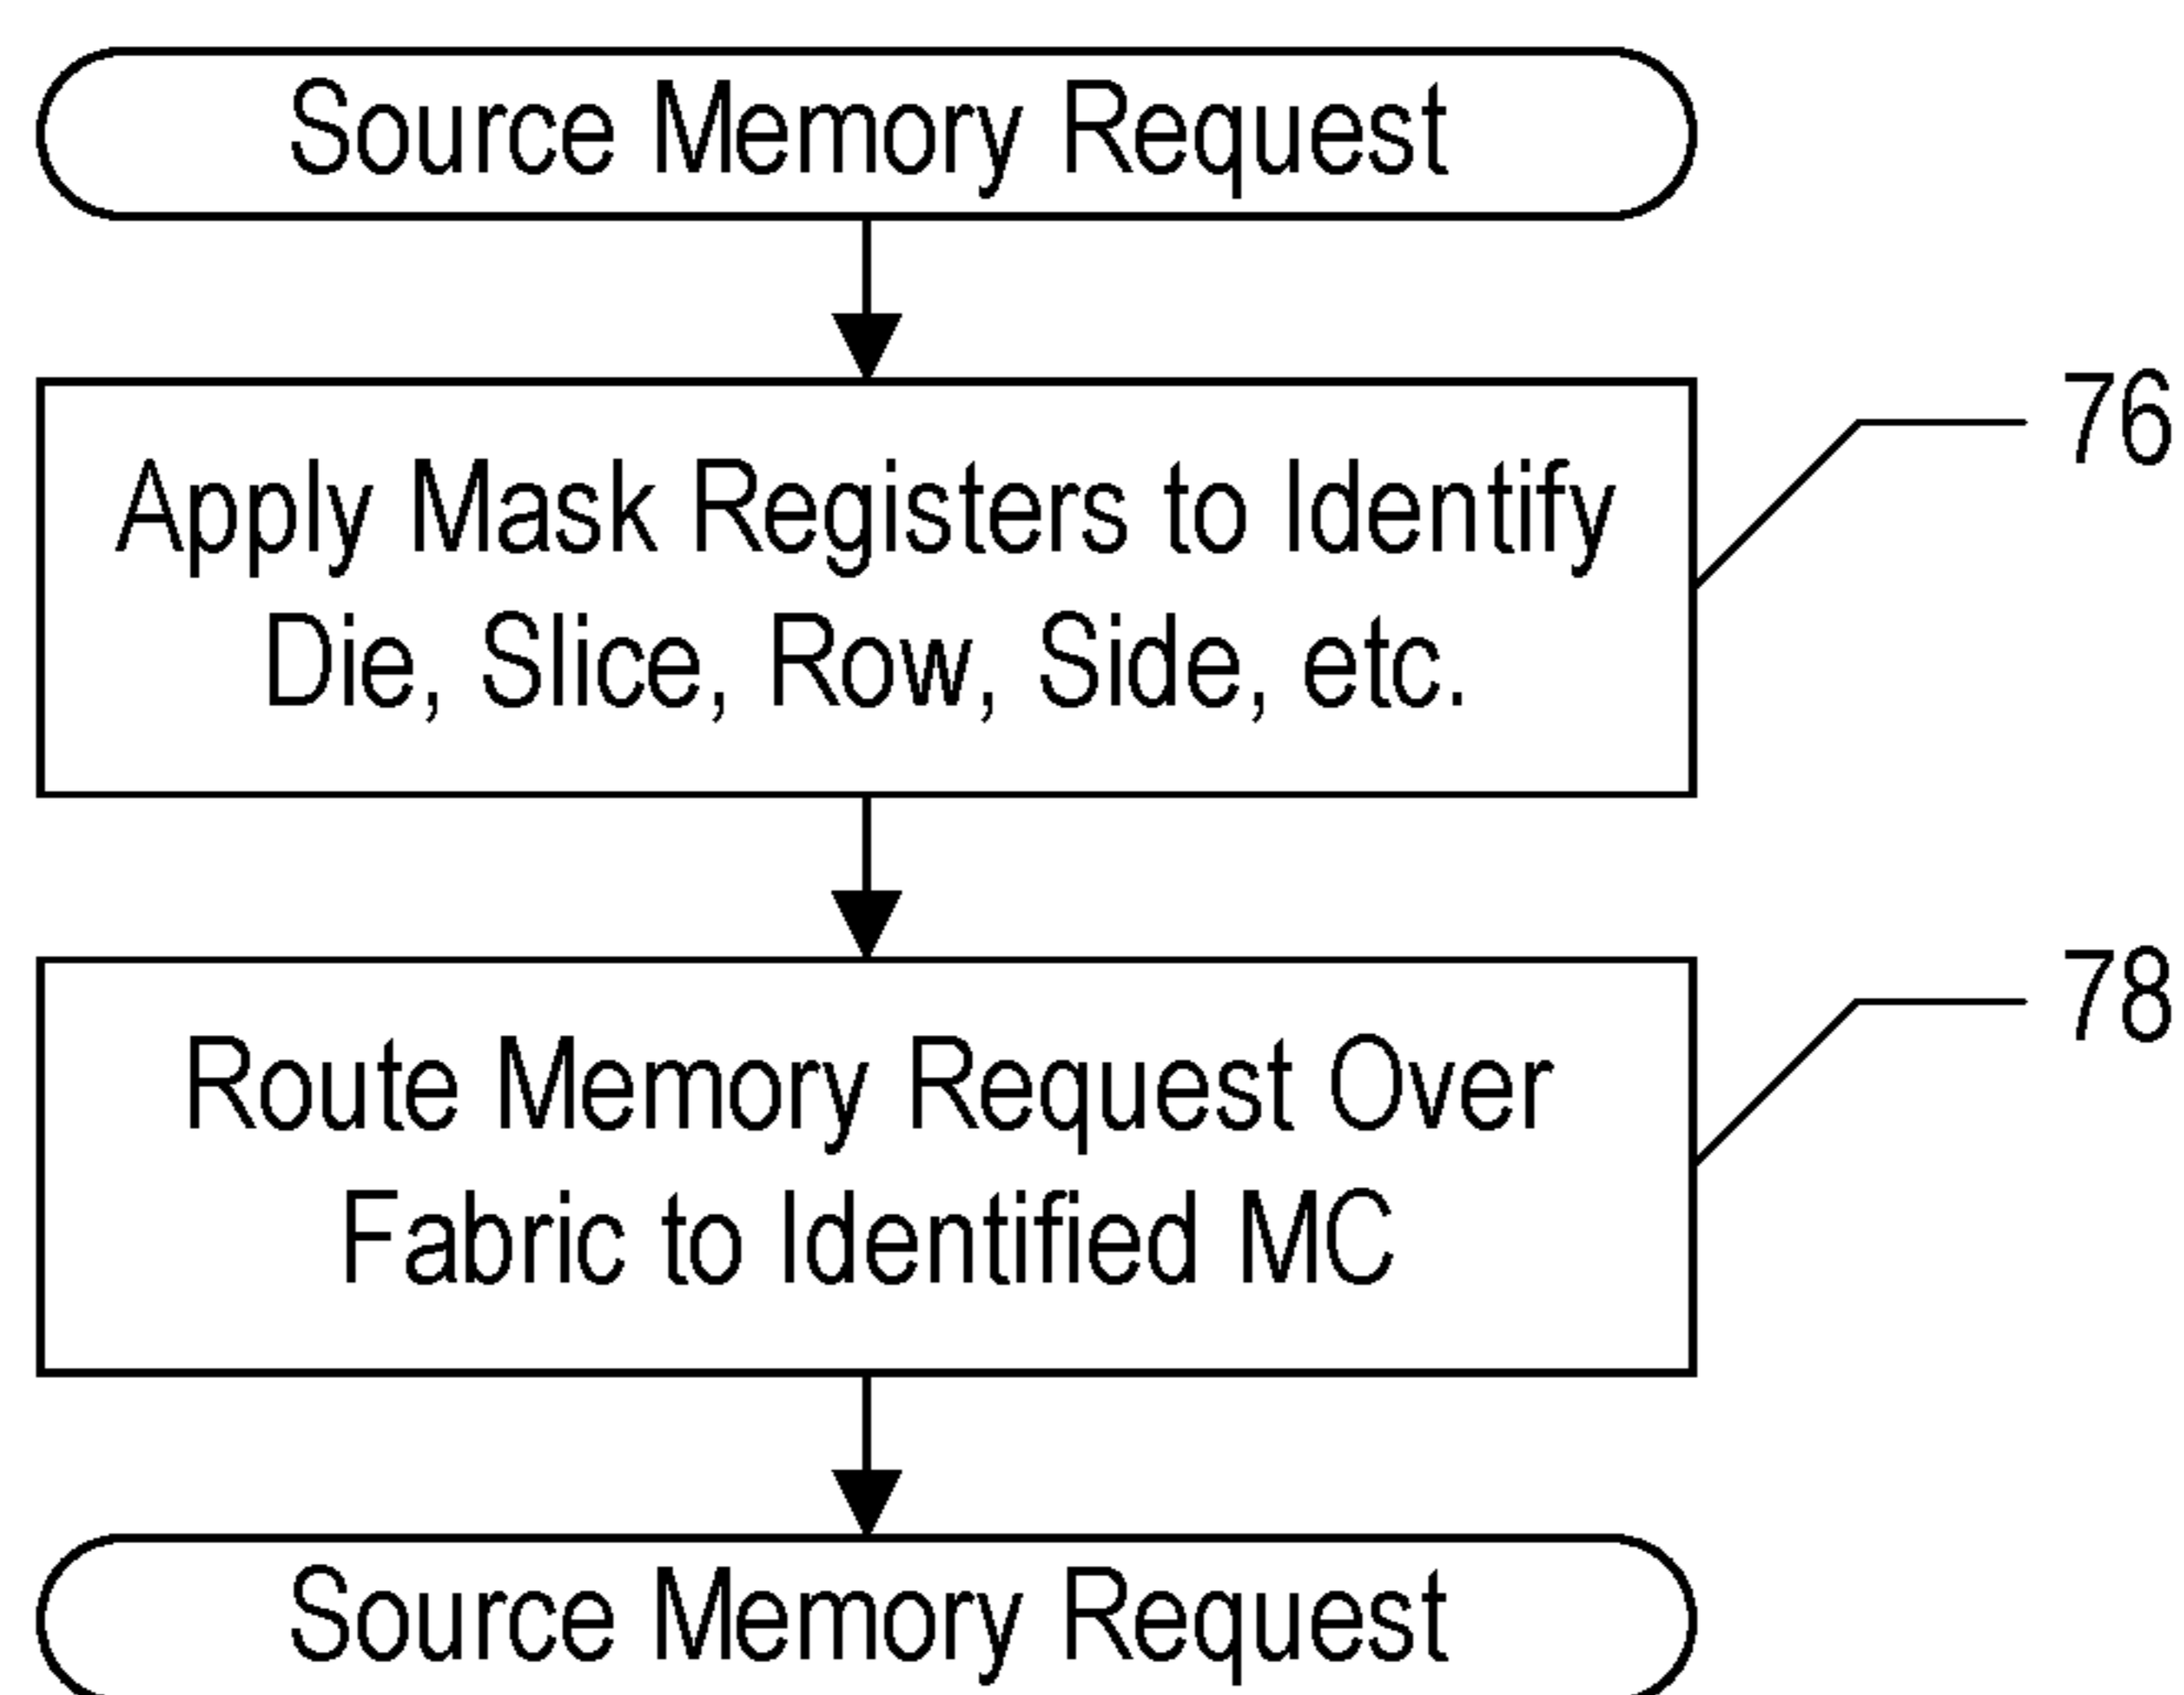 Source Memory Request
Apply Mask Registers to Identify
Die, Slice, Row, Side, etc.
76
Route Memory Request Over
Fabric to Identified MC
78
Source Memory Request